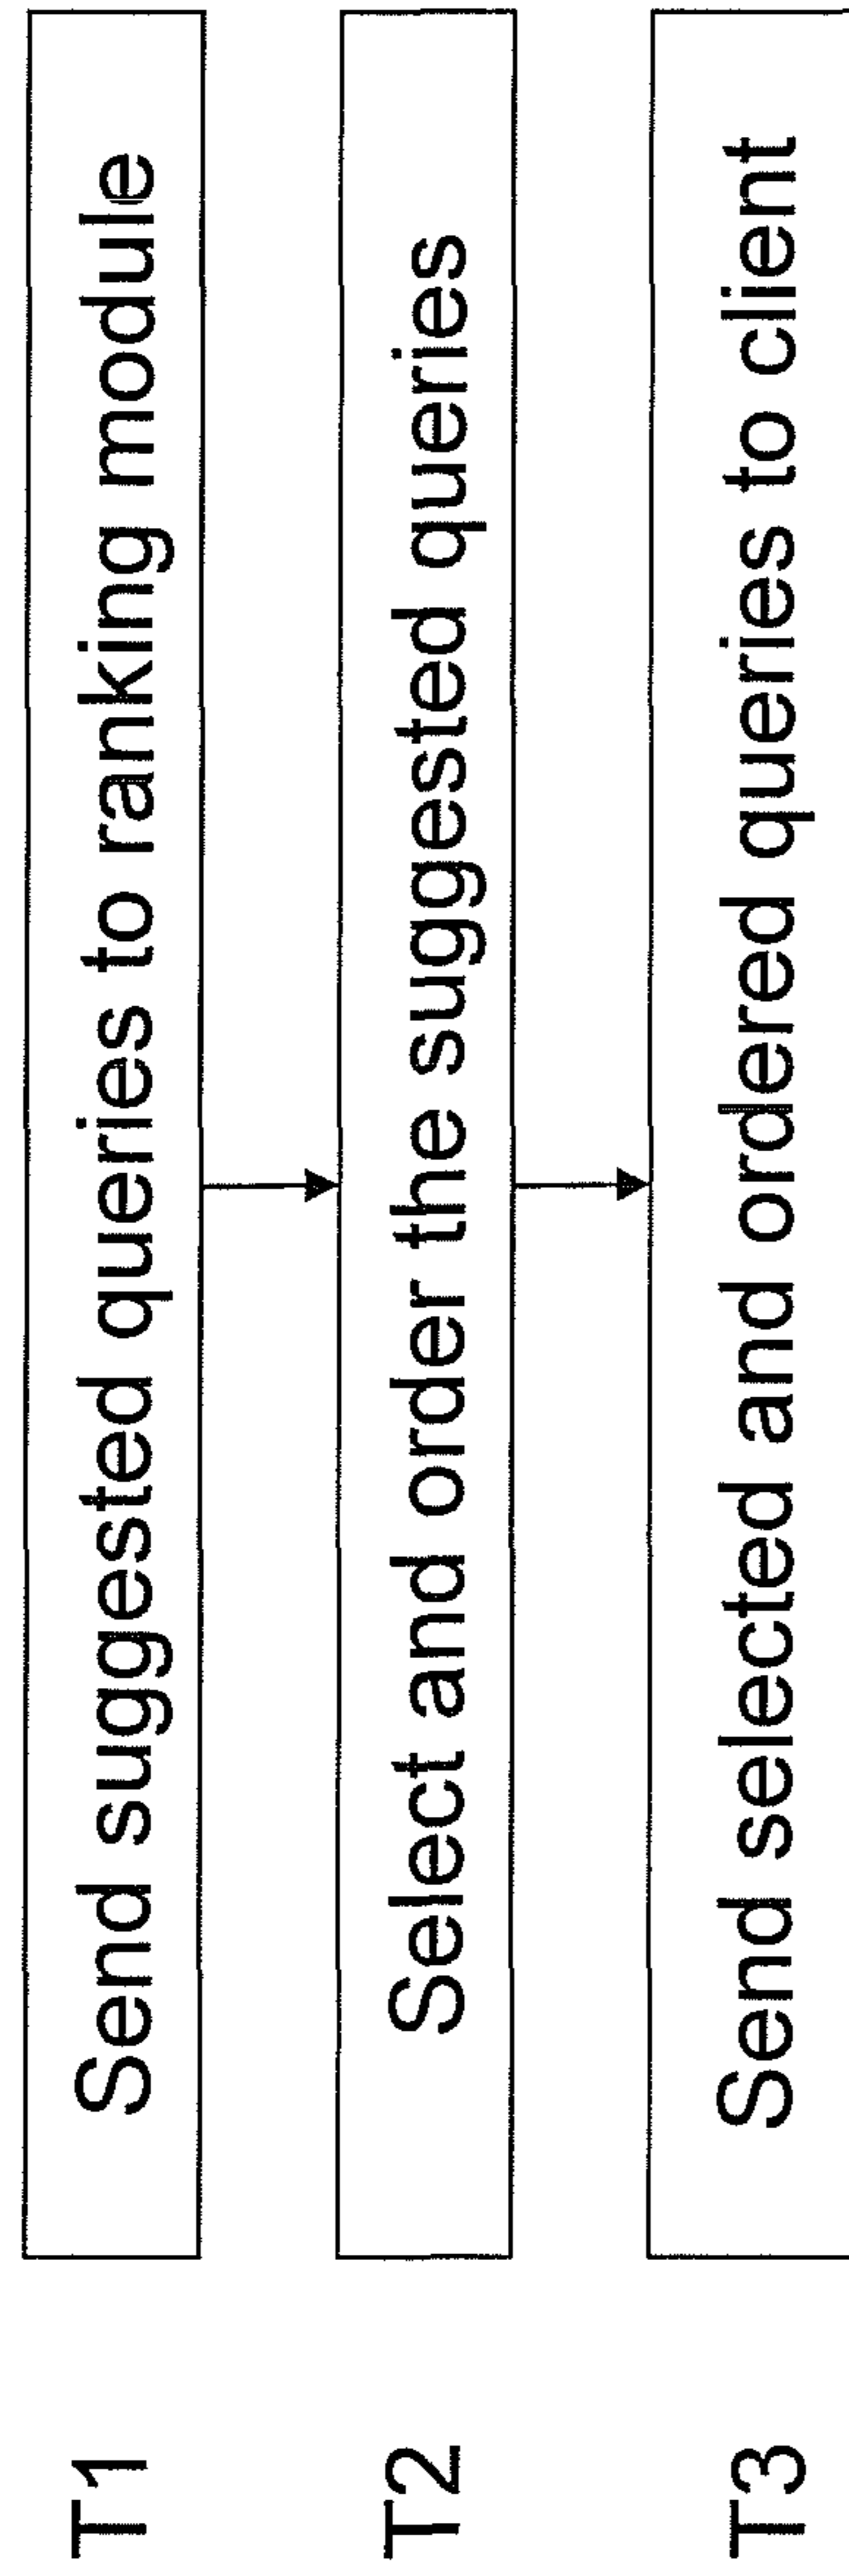 T1 Send suggested queries to ranking module
T2 Select and order the suggested queries
T3 Send selected and ordered queries to client